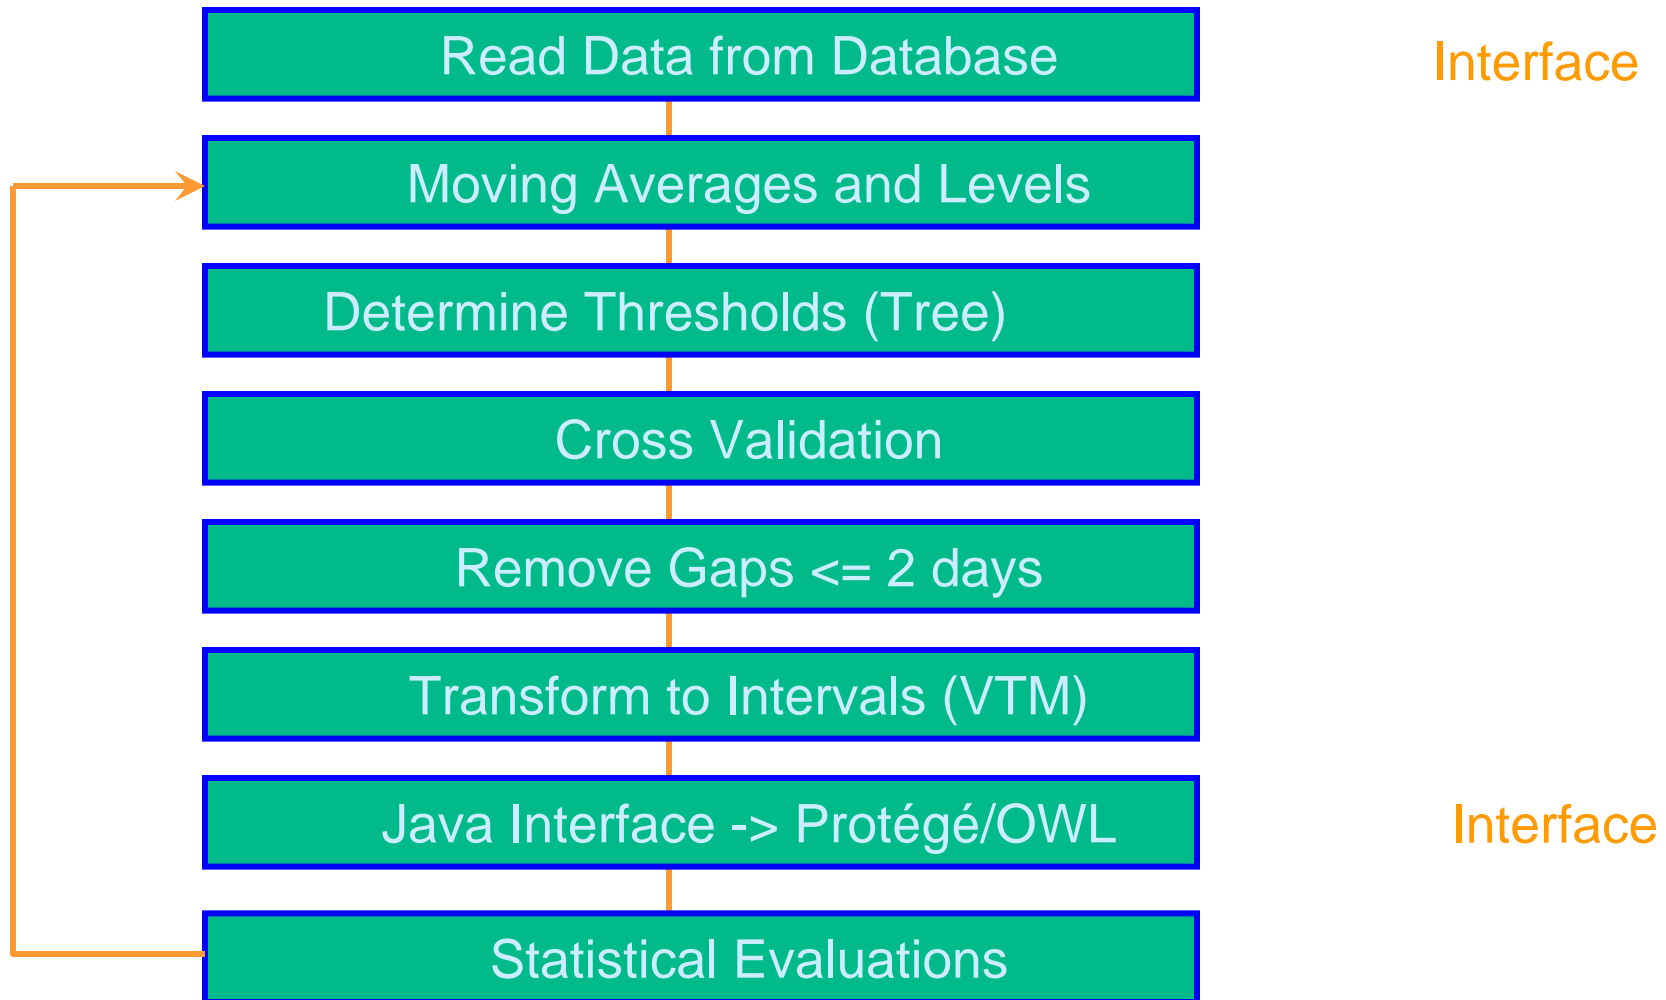 Read Data from Database
Interface
Moving Averages and Levels
Determine Thresholds (Tree)
Cross Validation
Remove Gaps <= 2 days
Transform to Intervals (VTM)
Java Interface -> Protégé/OWL
Interface
Statistical Evaluations